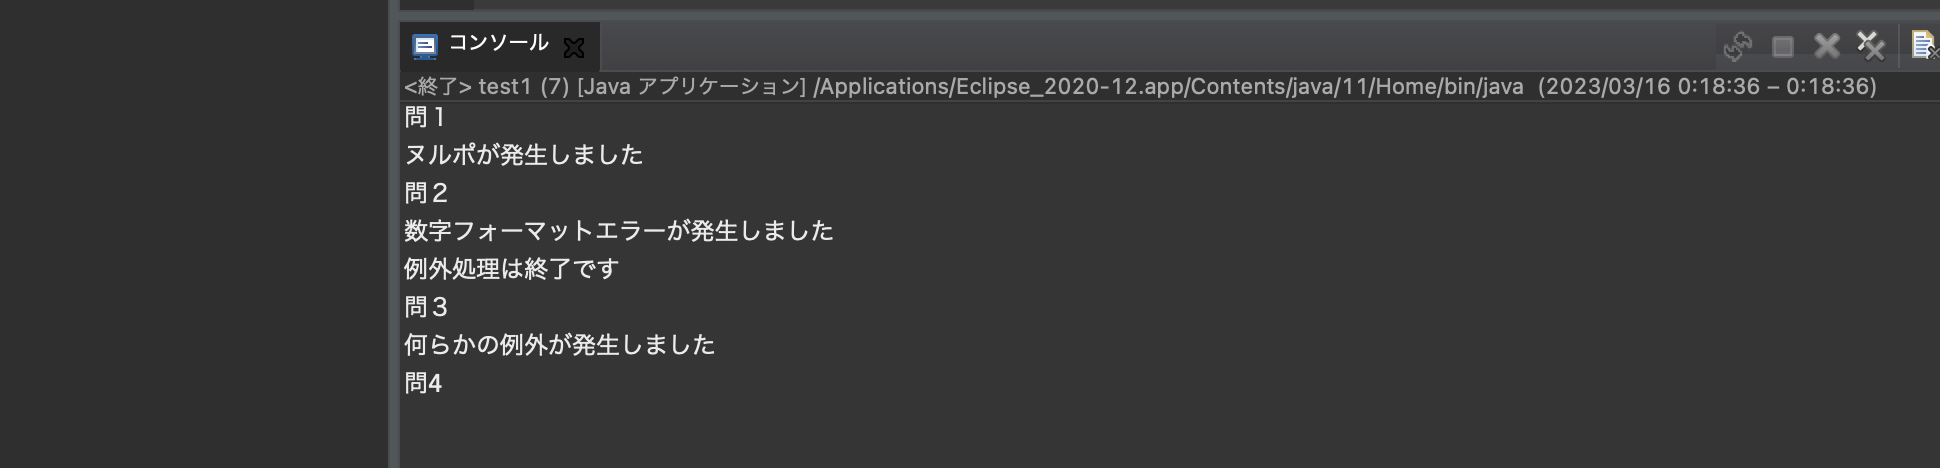 コンソール
<終了> test1 (7) [Java アプリケーション] /Applications/Eclipse_2020-12.app/Contents/java/11/Home/bin/java  (2023/03/16 0:18:36 – 0:18:36)
問１
ヌルポが発生しました
問２
数字フォーマットエラーが発生しました
例外処理は終了です
問３
何らかの例外が発生しました
問4